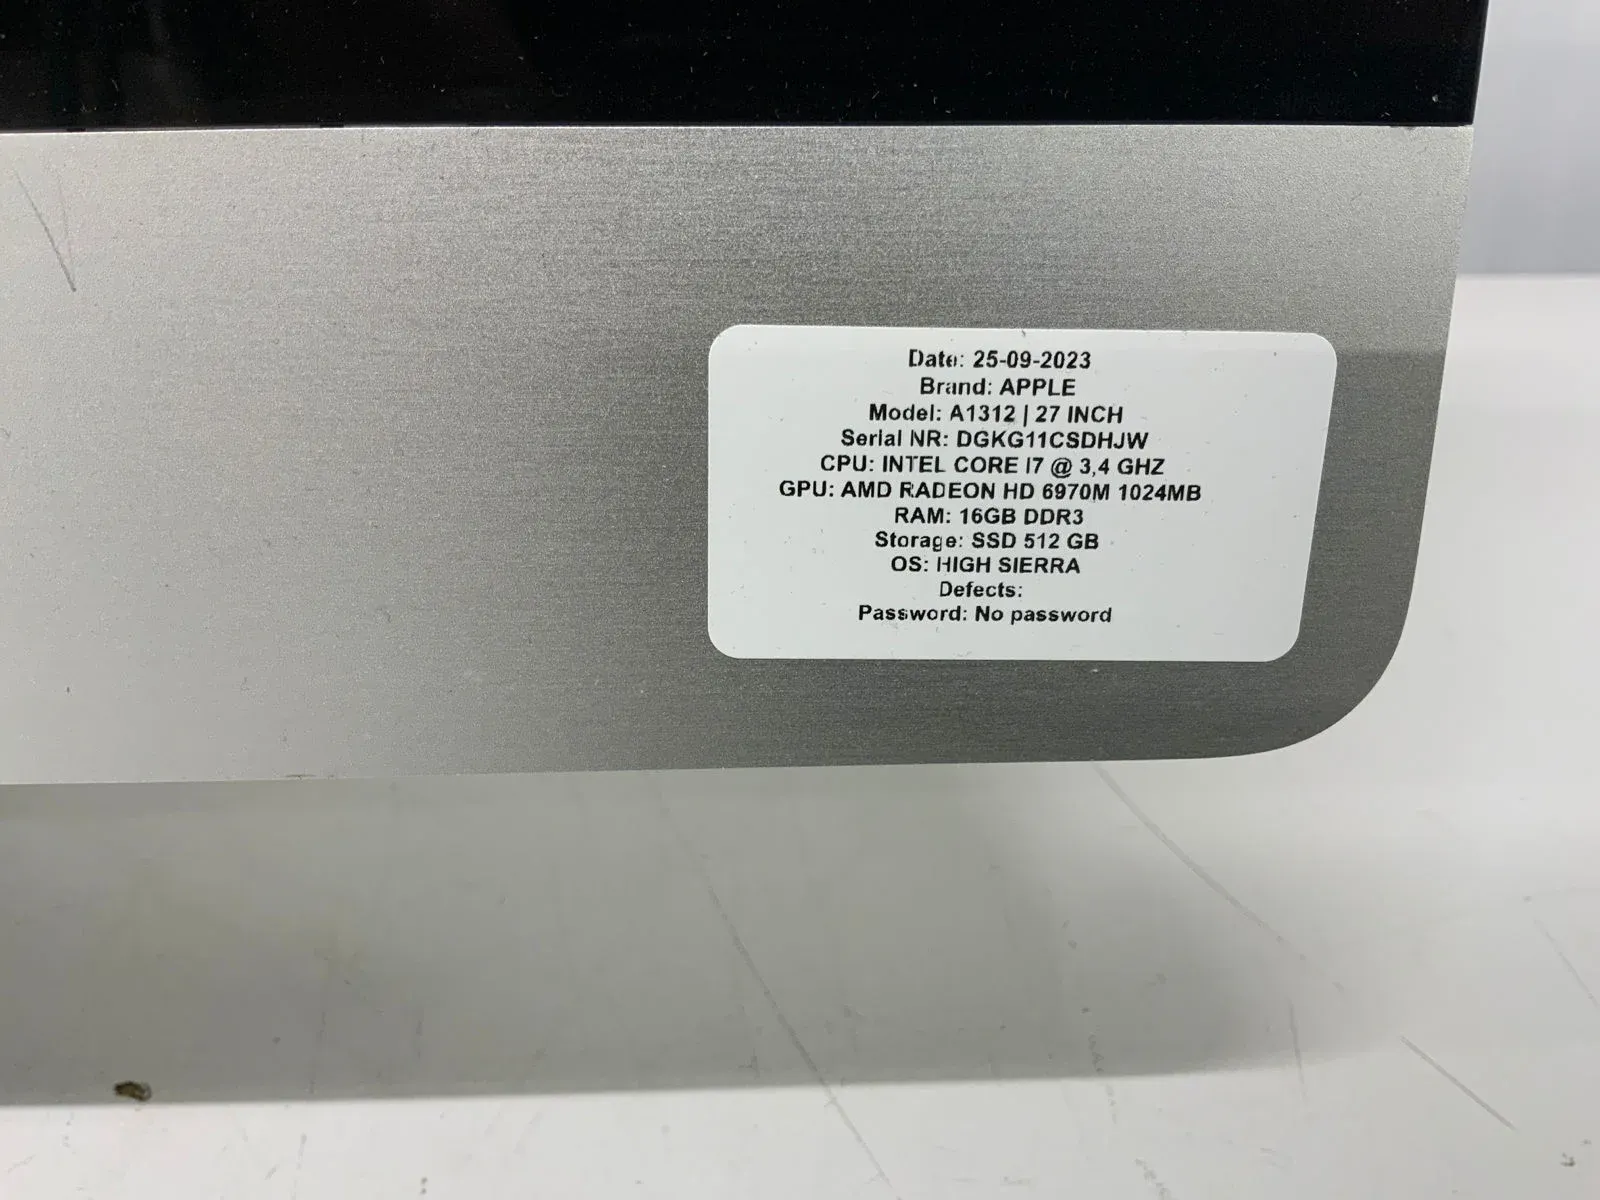 Date: 25-09-2023
Brand: APPLE
Model: A1312 | 27 INCH
Serial NR: DGKG11CSDHJW
CPU: INTEL CORE I7 @ 3,4 GHZ
GPU: AMD RADEON HD 6970M 1024MB
RAM: 16GB DDR3
Storage: SSD 512 GB
OS: HIGH SIERRA
Defects:
Password: No password